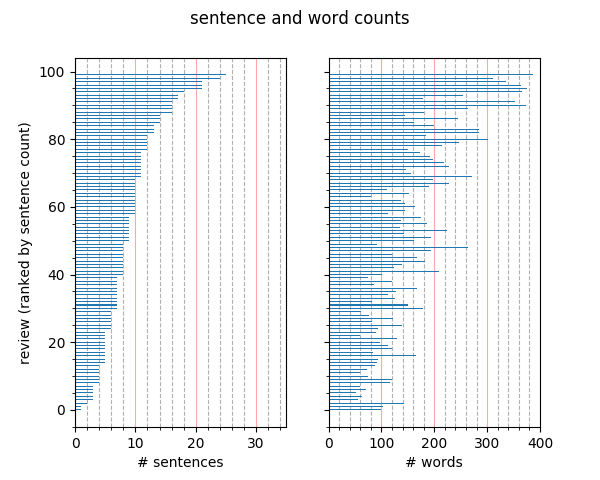 sentence and word counts
review (ranked by sentence count)
100
80
60
40
20
0
0 10 20 30
# sentences
0 100 200 300 400
# words